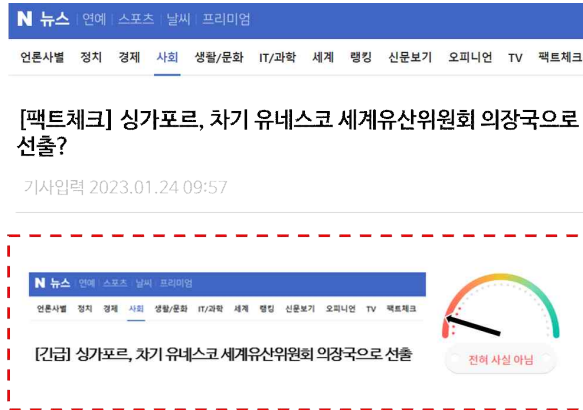 N 뉴스 연예 스포츠 날씨 프리미엄
언론사별 정치 경제 사회 생활/문화 IT/과학 세계 랭킹 신문보기 오피니언 TV 팩트체크
[팩트체크] 싱가포르, 차기 유네스코 세계유산위원회 의장국으로
선출?
기사입력 2023.01.24 09:57
N 뉴스 연예 스포츠 날씨 프리미엄
언론사별 정치 경제 사회 생활/문화 IT/과학 세계 랭킹 신문보기 오피니언 TV 팩트체크
[긴급] 싱가포르, 차기 유네스코 세계유산위원회 의장국으로 선출
전혀 사실 아님